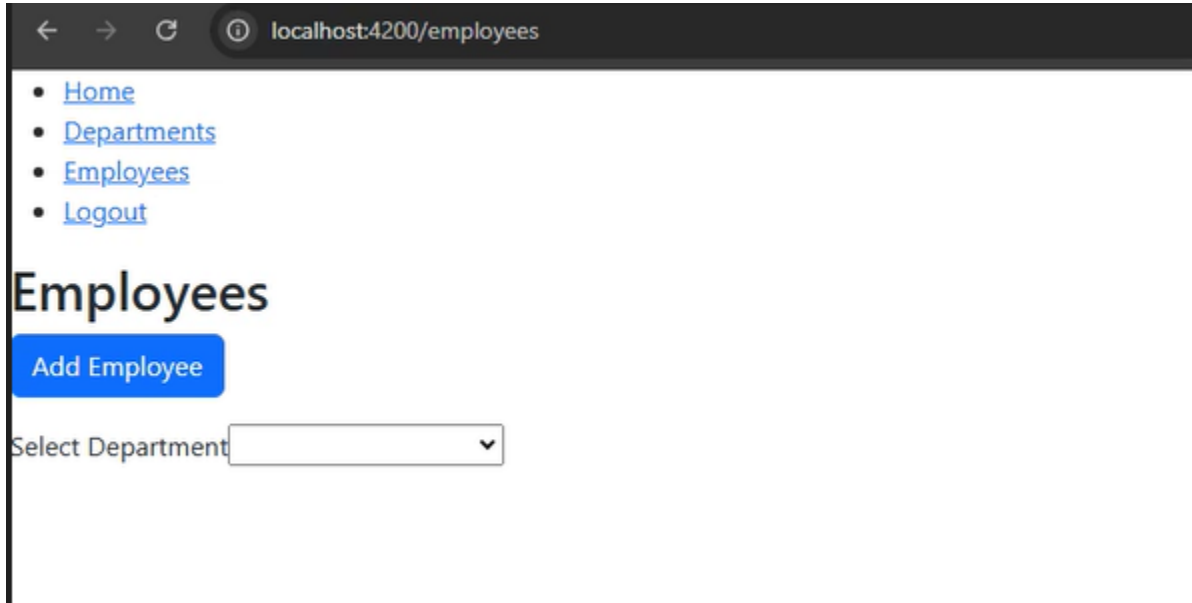 localhost:4200/employees
Home
Departments
Employees
Logout
Employees
Add Employee
Select Department